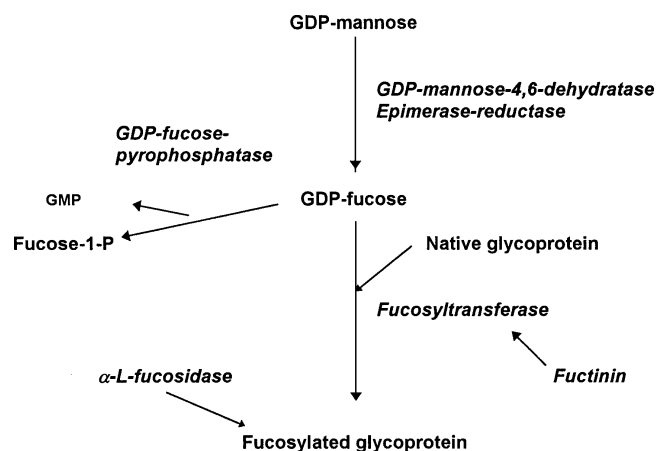 GDP-mannose
GDP-mannose-4,6-dehydratase
Epimerase-reductase
GDP-fucose-
pyrophosphatase
GMP
GDP-fucose
Fucose-1-P
Native glycoprotein
Fucosyltransferase
α-L-fucosidase
Fuctinin
Fucosylated glycoprotein